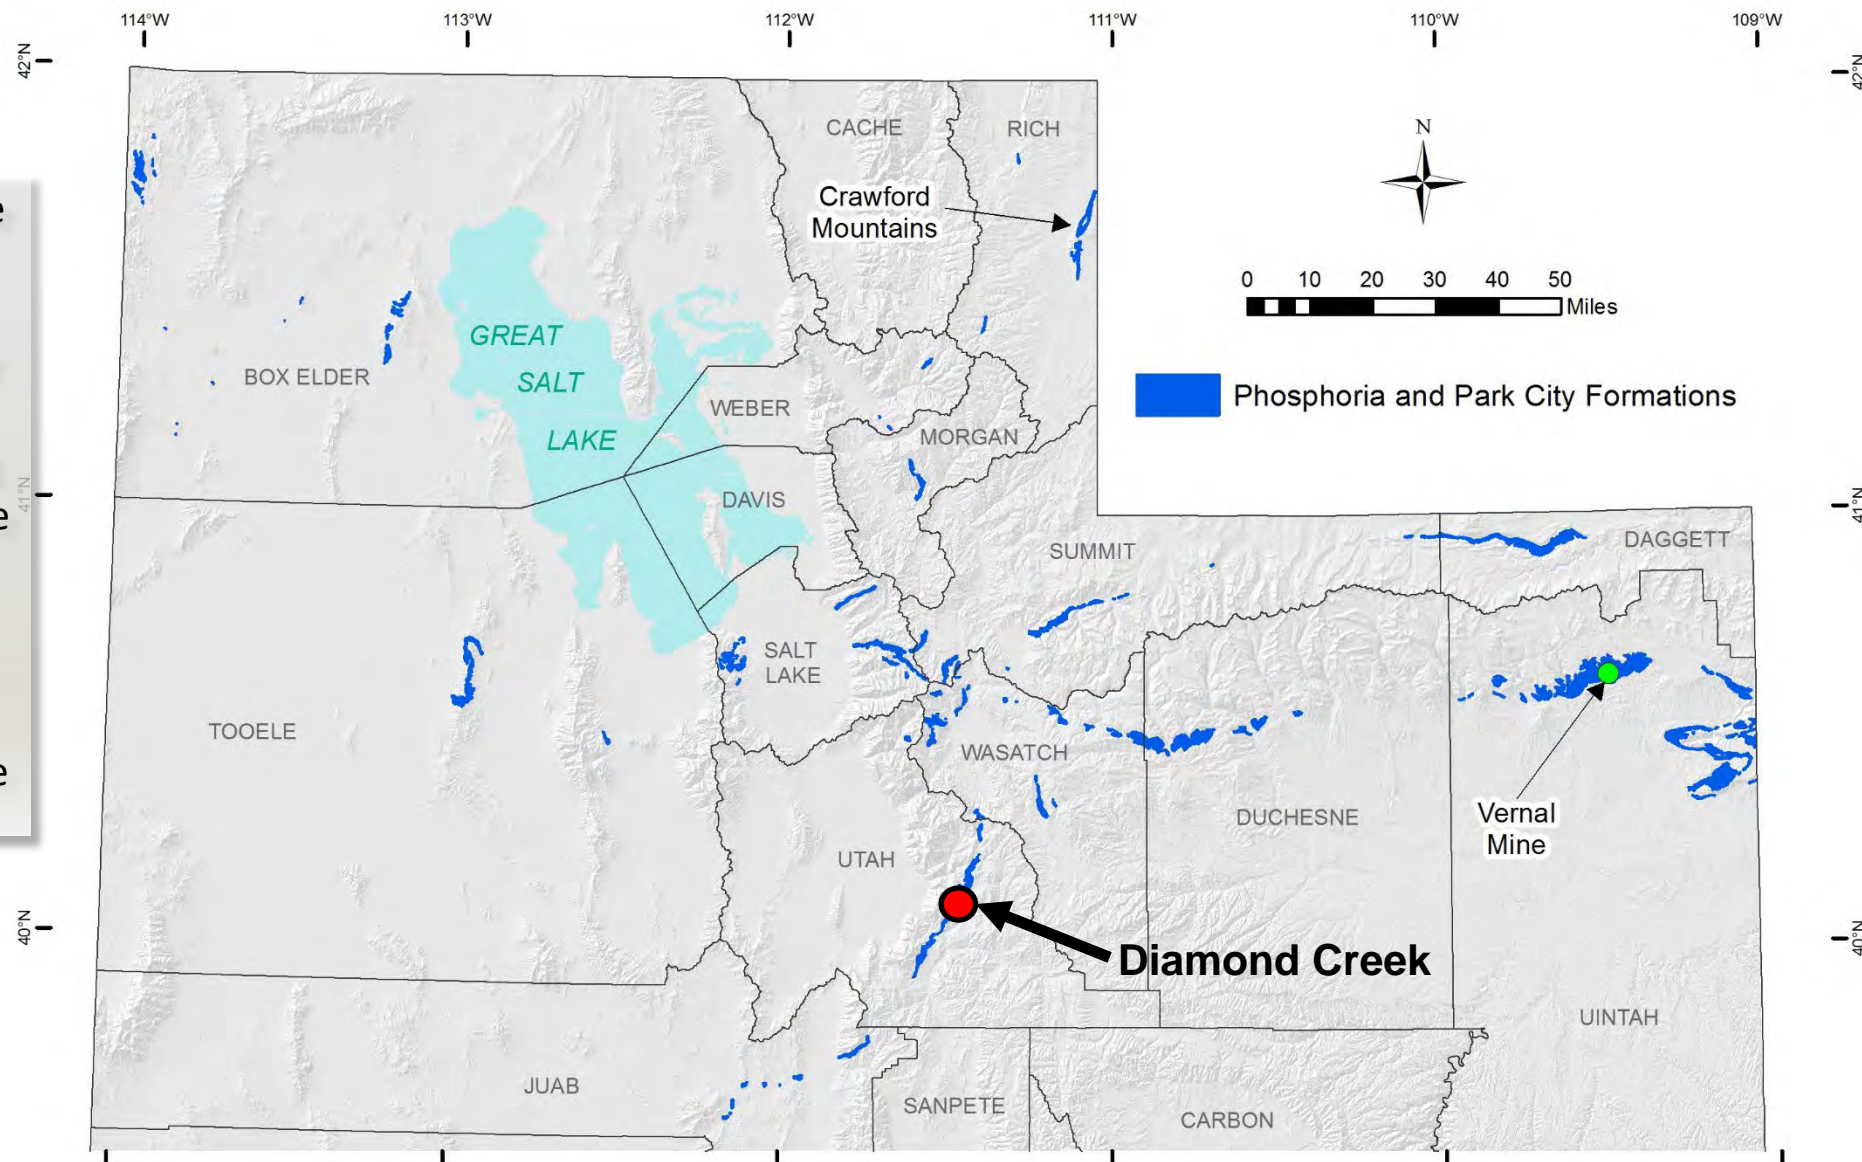 114°W 113°W 112°W 111°W 110°W 109°W
42°N
42°N
CACHE
RICH
N
Crawford
Mountains
0 10 20 30 40 50
Miles
GREAT
SALT
LAKE
BOX ELDER
WEBER
Phosphoria and Park City Formations
MORGAN
41°N
41°N
DAVIS
SUMMIT
DAGGETT
SALT
LAKE
TOOELE
WASATCH
Vernal
Mine
DUCHESNE
UTAH
40°N
40°N
Diamond Creek
UINTAH
JUAB
SANPETE
CARBON
e
e
e